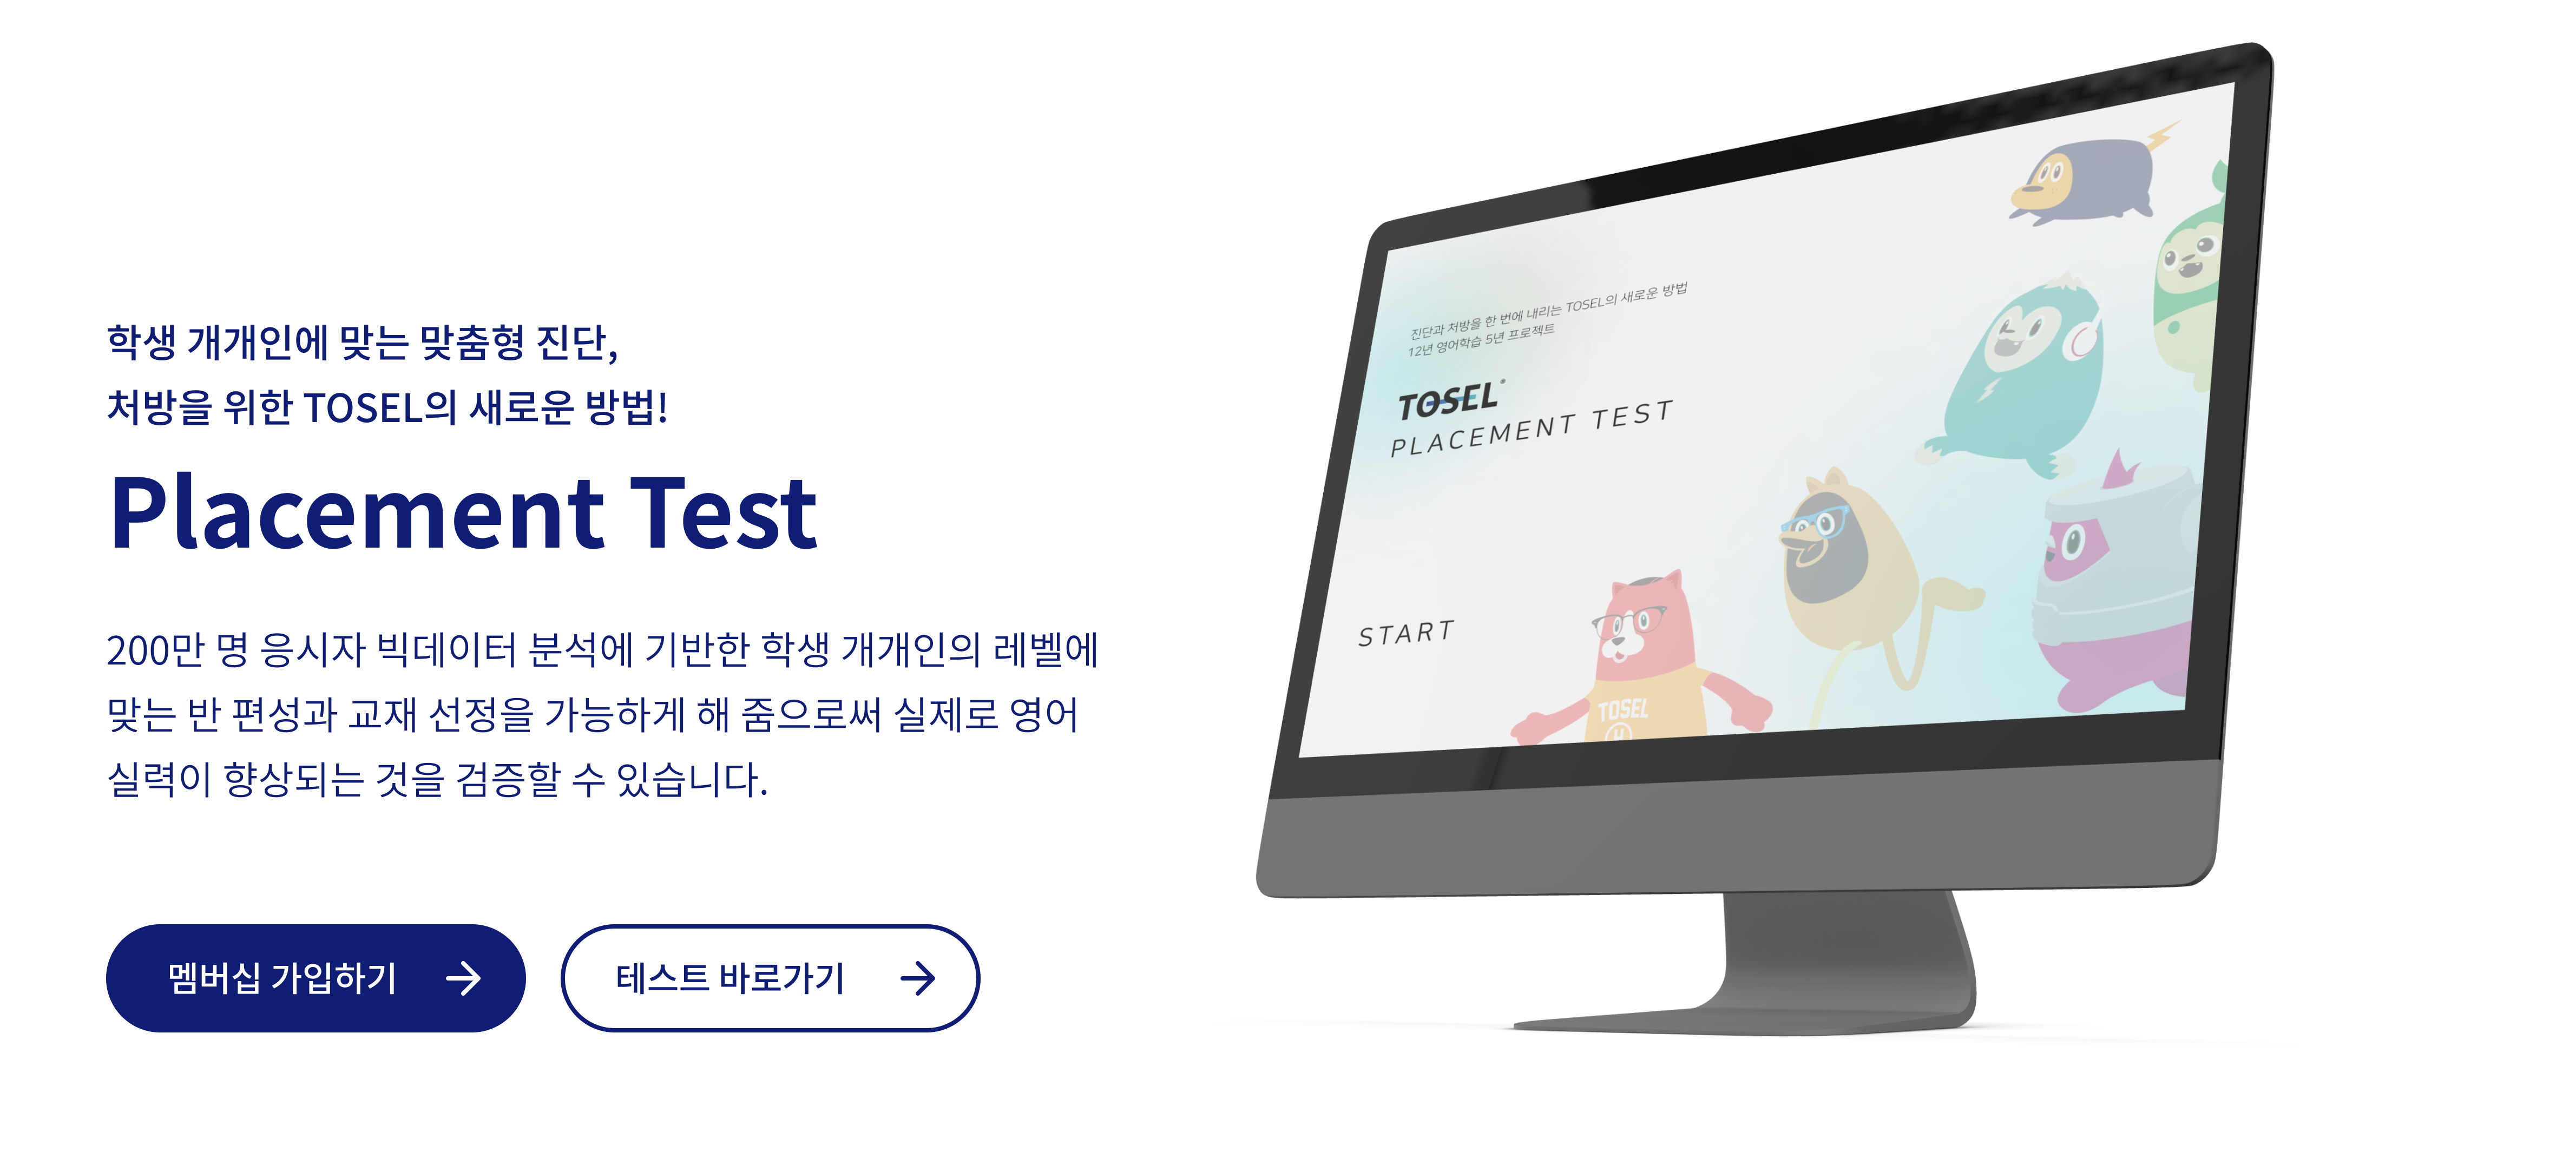 학생 개개인에 맞는 맞춤형 진단,
처방을 위한 TOSEL의 새로운 방법!
Placement Test
200만 명 응시자 빅데이터 분석에 기반한 학생 개개인의 레벨에
맞는 반 편성과 교재 선정을 가능하게 해 줌으로써 실제로 영어
실력이 향상되는 것을 검증할 수 있습니다.
멤버십 가입하기
테스트 바로가기
진단과 처방을 한 번에 내리는 TOSEL의 새로운 방법
12년 영어학습 5년 프로젝트
TOSEL
PLACEMENT TEST
START
TOSEL
H